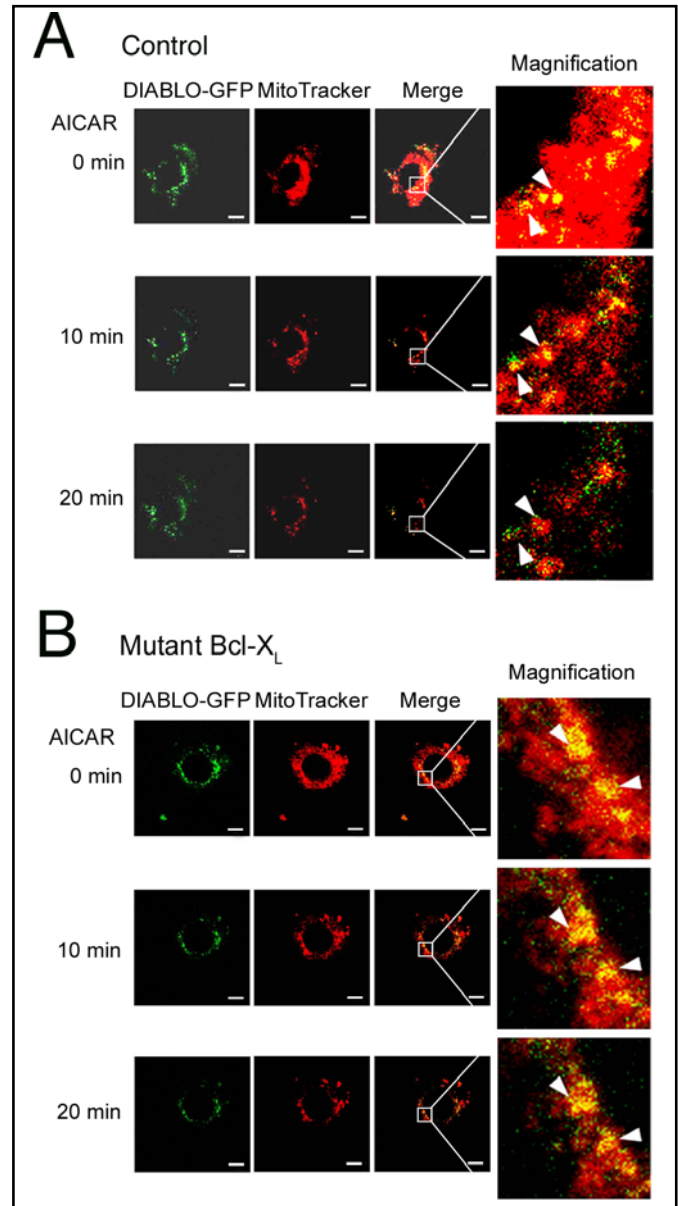 A Control
Magnification
DIABLO-GFP MitoTracker Merge
AICAR
0 min
10 min
20 min
B Mutant Bcl-XL
Magnification
DIABLO-GFP MitoTracker Merge
AICAR
0 min
10 min
20 min